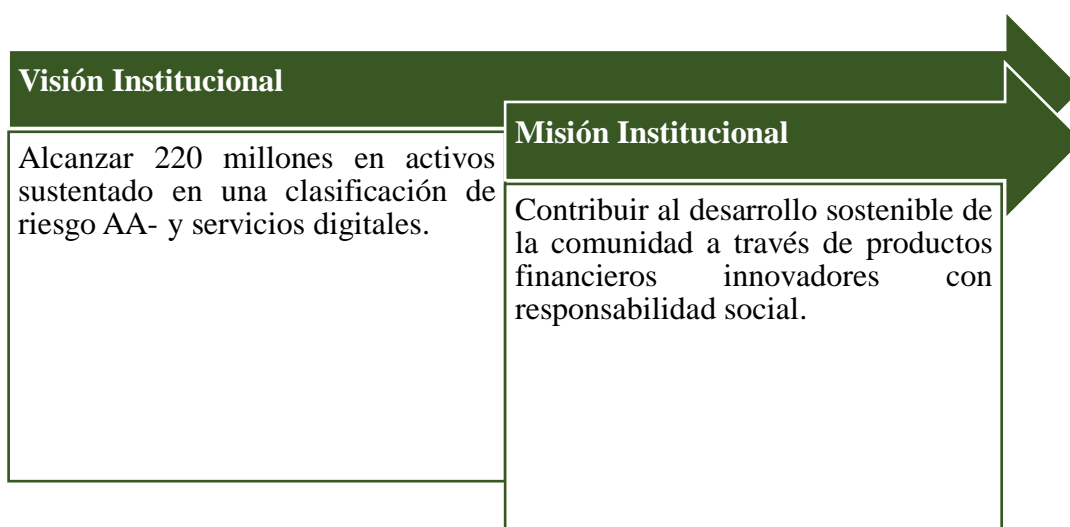 Visión Institucional
Alcanzar 220 millones en activos
sustentado en una clasificación de
riesgo AA- y servicios digitales.
Misión Institucional
Contribuir al desarrollo sostenible de
la comunidad a través de productos
financieros innovadores con
responsabilidad social.